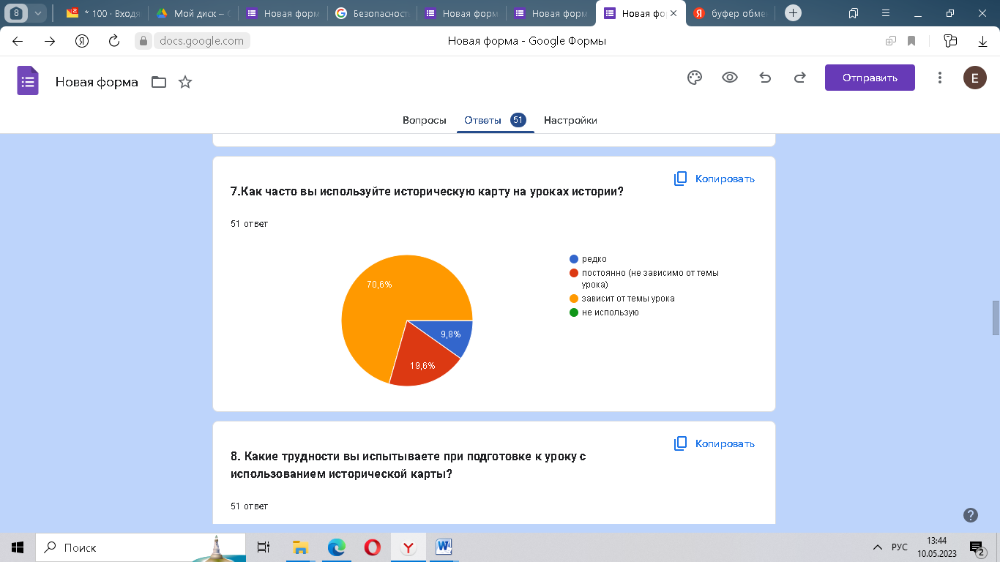 8
* 100 · Входя
Мой диск – G
Новая форм
Безопасност
Новая форм
Новая форм
Новая фо
буфер обме
docs.google.com
Новая форма - Google Формы
Новая форма
Отправить
E
Вопросы
Ответы 51
Настройки
Копировать
7.Как часто вы используйте историческую карту на уроках истории?
51 ответ
70,6%
9,8%
19,6%
редко
постоянно (не зависимо от темы
урока)
зависит от темы урока
не использую
Копировать
8. Какие трудности вы испытываете при подготовке к уроку с
использованием исторической карты?
51 ответ
Поиск
РУС
13:44
10.05.2023
2